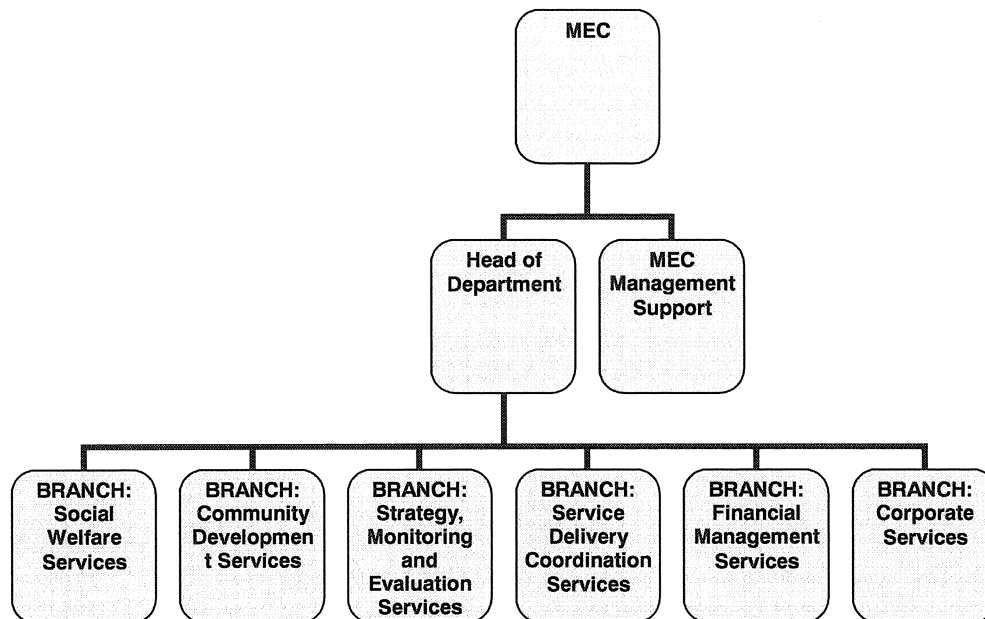 MEC
Head of
Department
MEC
Management
Support
BRANCH:
Social
Welfare
Services
BRANCH:
Community
Developmen
t Services
BRANCH:
Strategy,
Monitoring
and
Evaluation
Services
BRANCH:
Service
Delivery
Coordination
Services
BRANCH:
Financial
Management
Services
BRANCH:
Corporate
Services